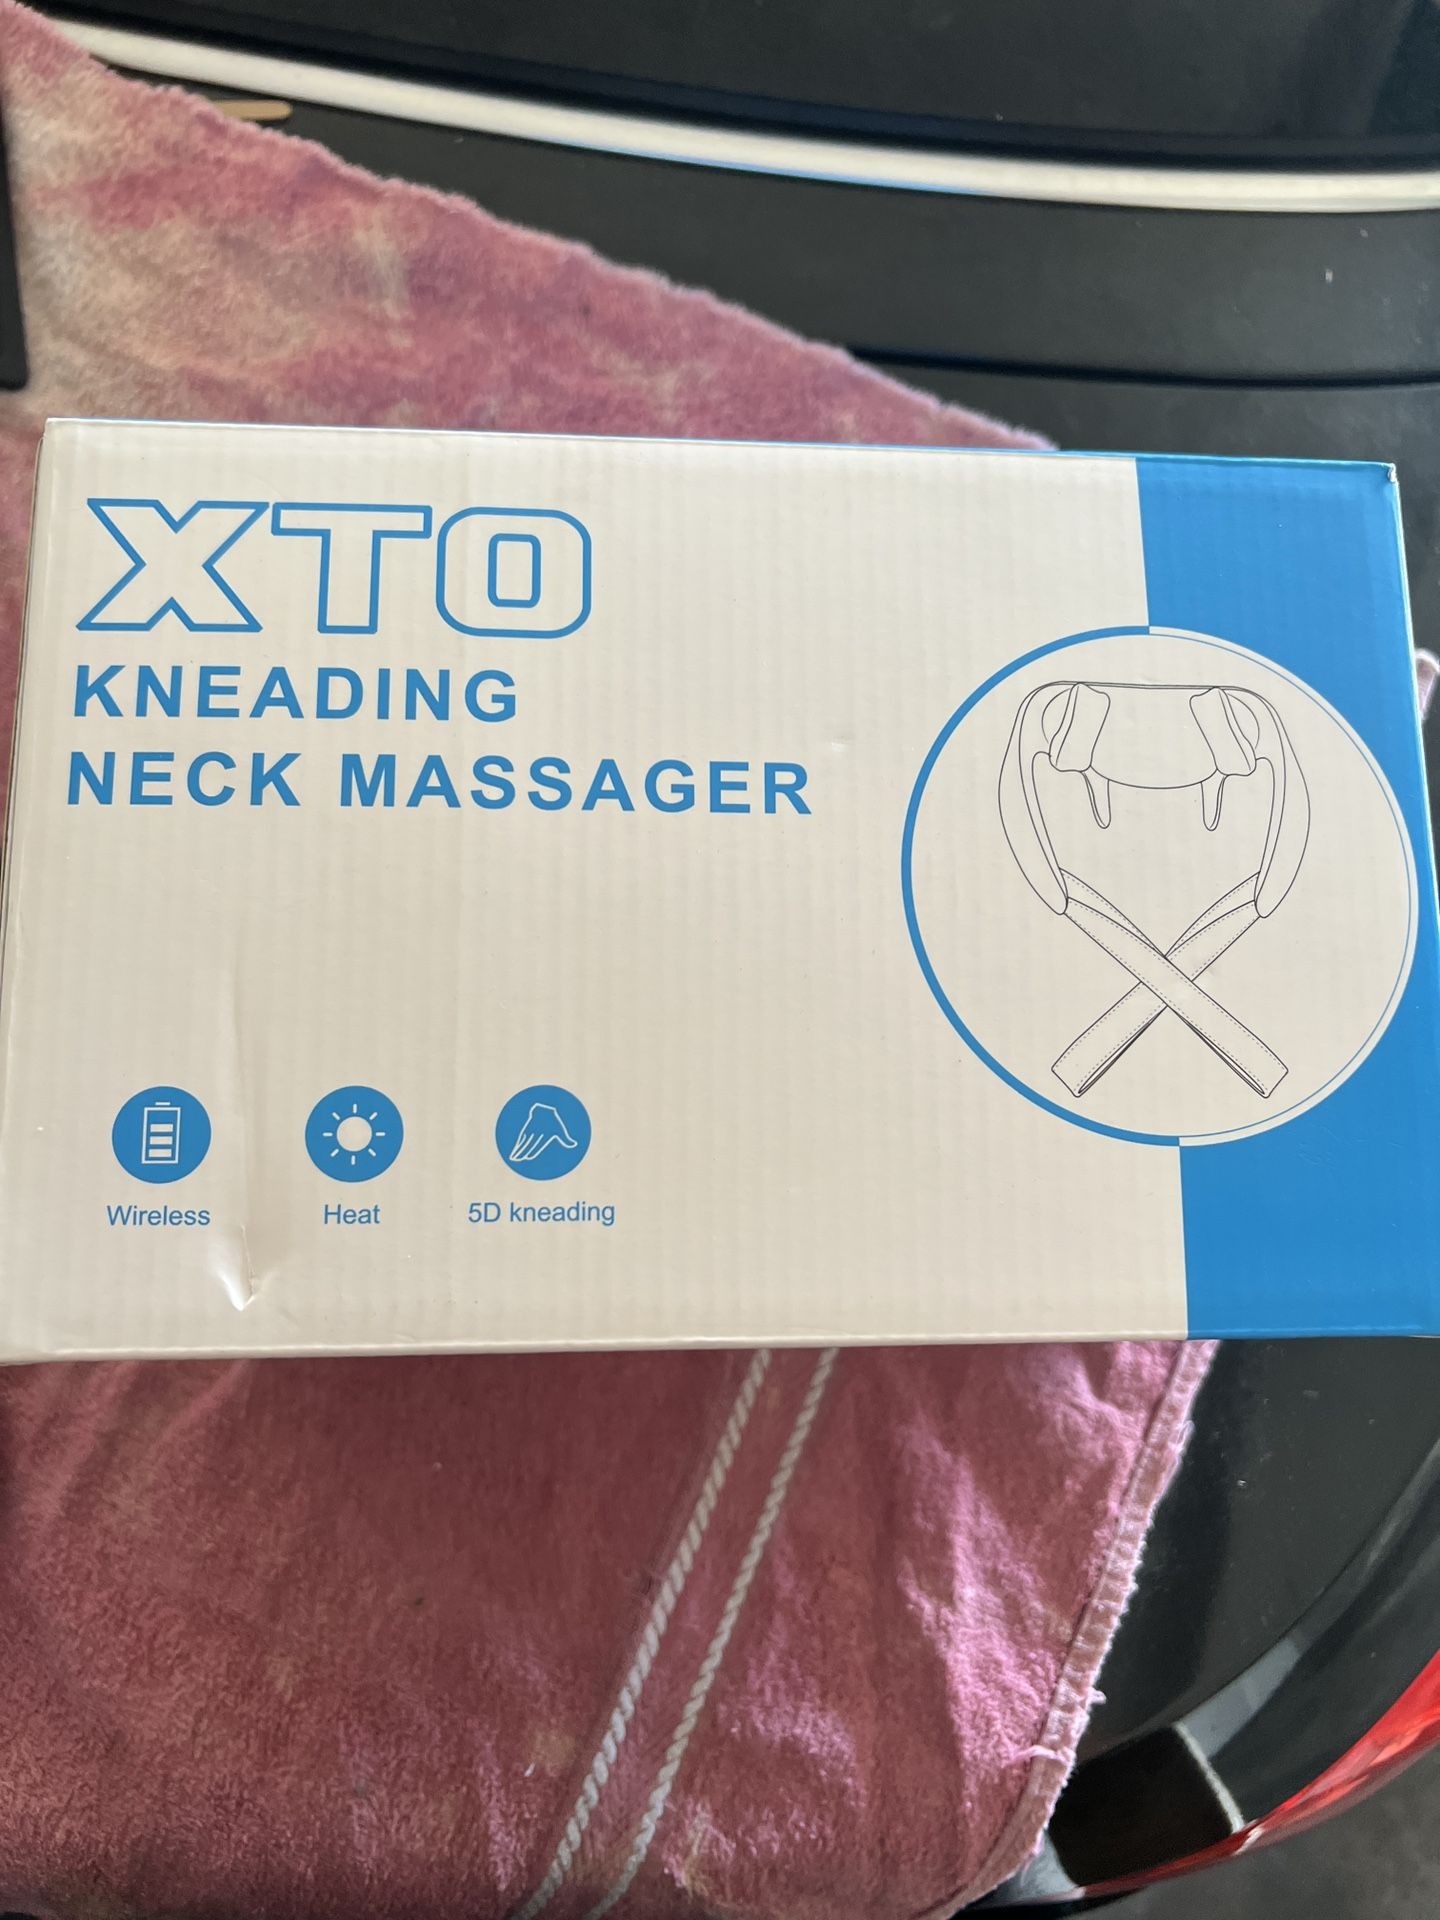 XTO
KNEADING
NECK MASSAGER
Wireless
Heat
5D kneading